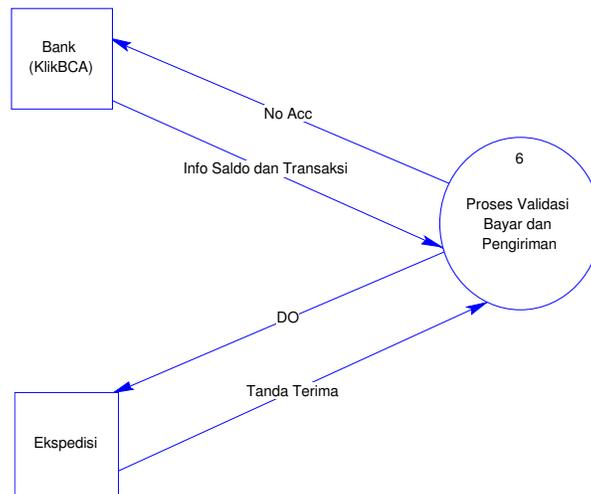 Bank
(KlikBCA)
No Acc
Info Saldo dan Transaksi
6
Proses Validasi
Bayar dan
Pengiriman
DO
Tanda Terima
Ekspedisi